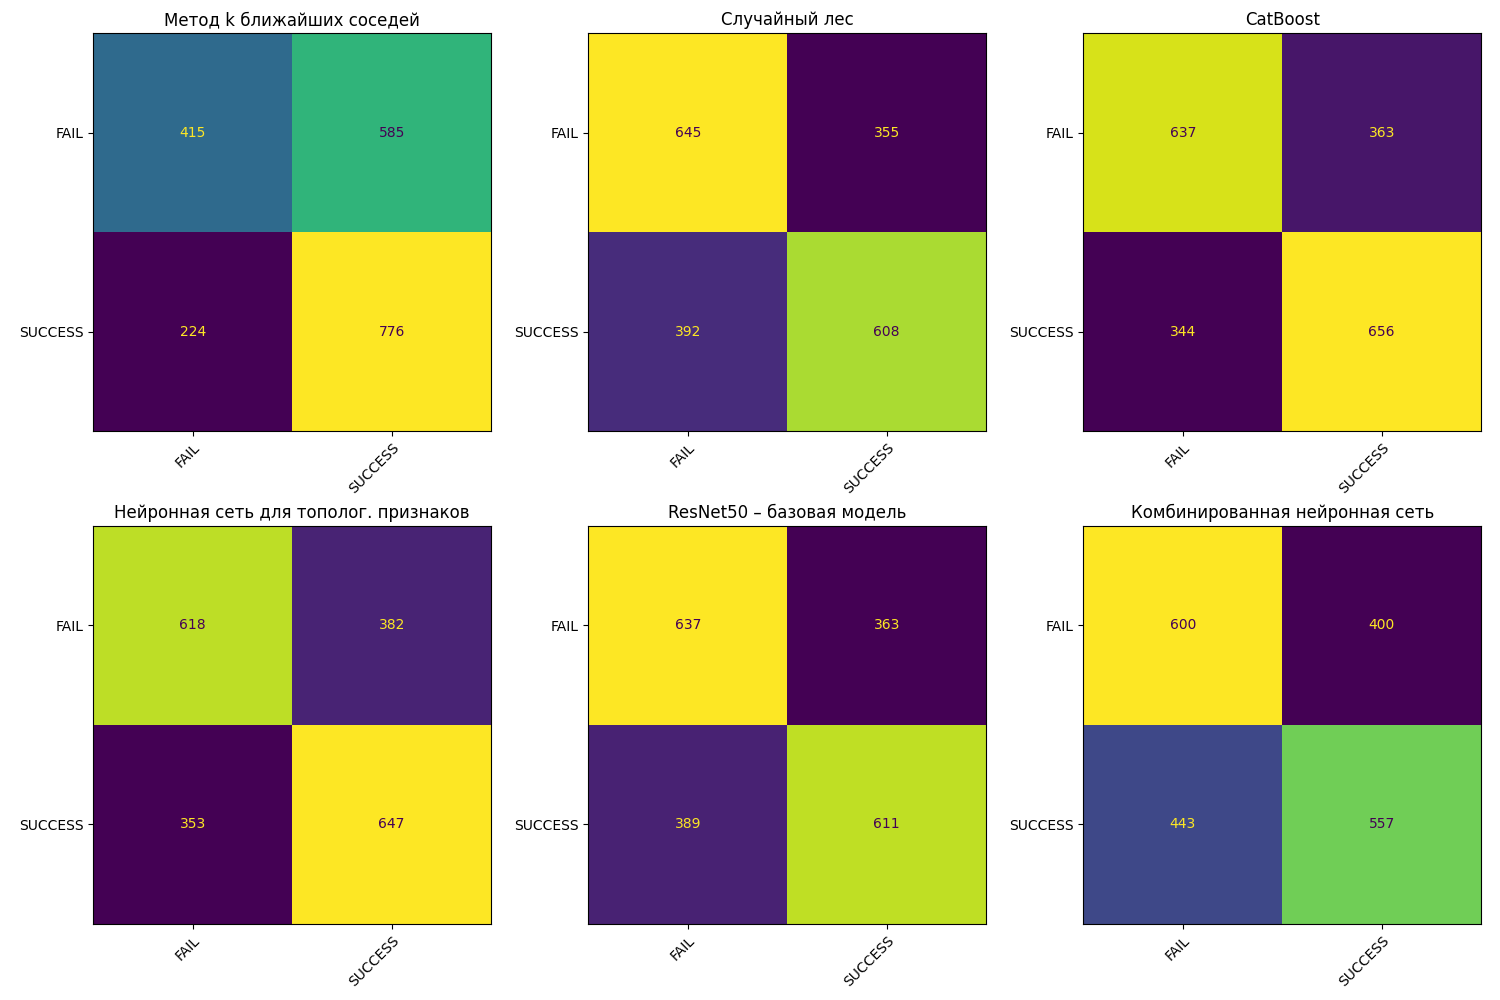 Метод k ближайших соседей
FAIL
415
585
SUCCESS
224
776
FAIL
SUCCESS
Случайный лес
FAIL
645
355
SUCCESS
392
608
FAIL
SUCCESS
CatBoost
FAIL
637
363
SUCCESS
344
656
FAIL
SUCCESS
Нейронная сеть для тополог. признаков
FAIL
618
382
SUCCESS
353
647
FAIL
SUCCESS
ResNet50 – базовая модель
FAIL
637
363
SUCCESS
389
611
FAIL
SUCCESS
Комбинированная нейронная сеть
FAIL
600
400
SUCCESS
443
557
FAIL
SUCCESS